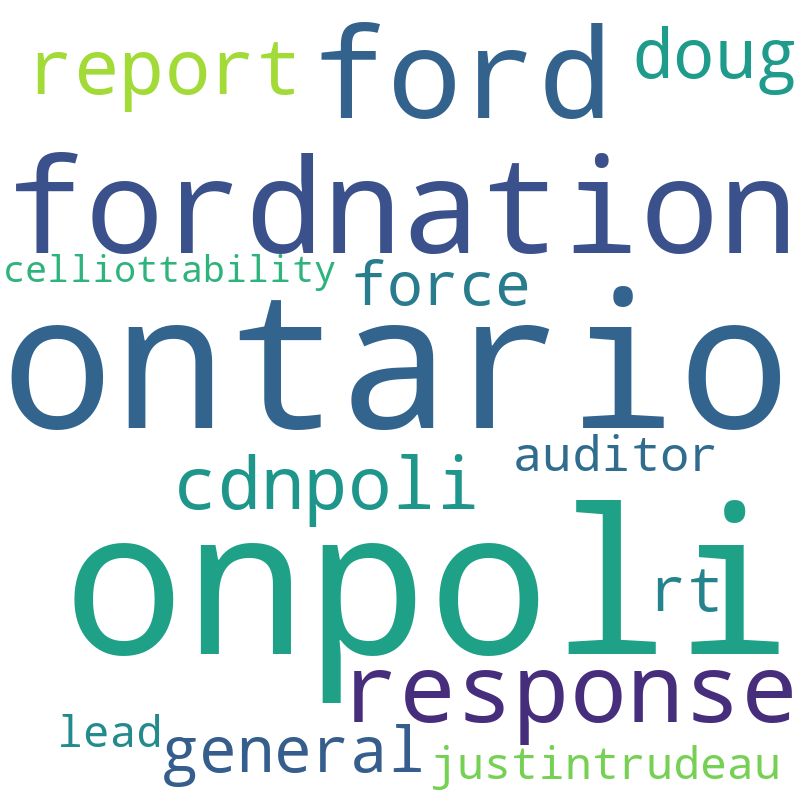 report ford doug
fordnation
celliottability force
ontario
cdnpoli auditor
onpoli rt
response
lead general justintrudeau